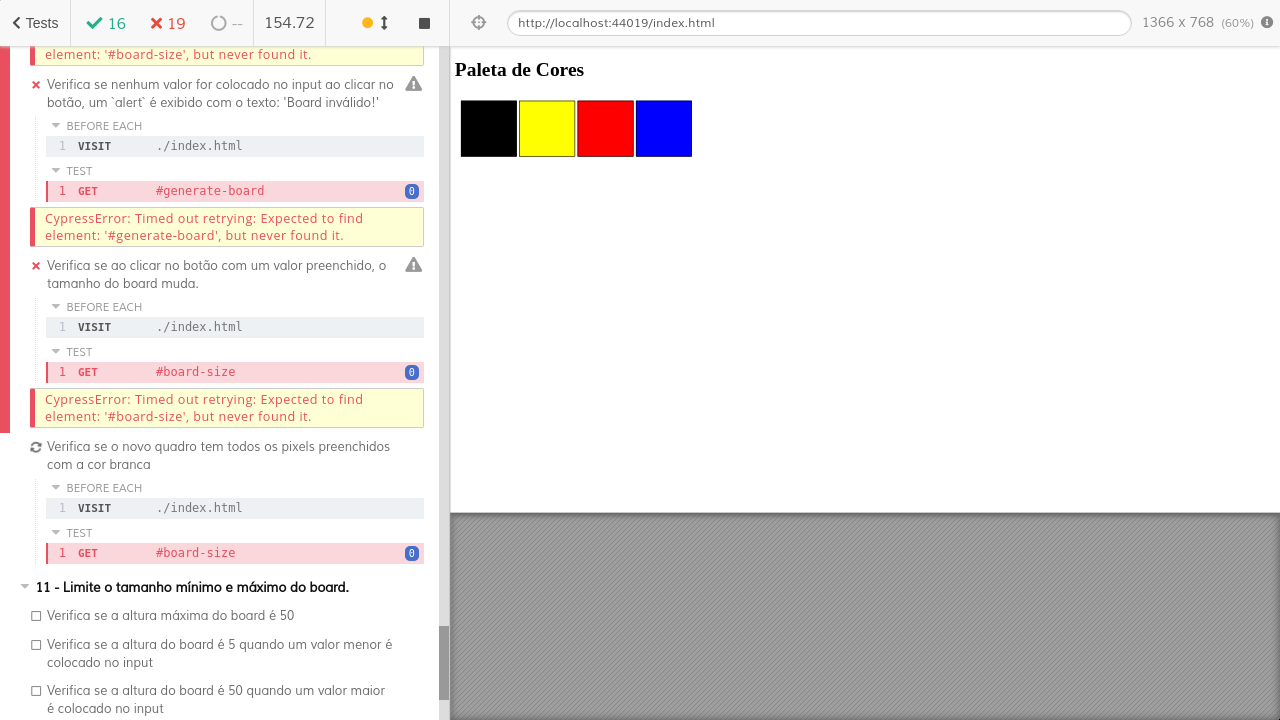 Tests
16
19
--
154.72
http://localhost:44019/index.html
1366 x 768 (60%)
element: '#board-size', but never found it.
Verifica se nenhum valor for colocado no input ao clicar no
botão, um `alert` é exibido com o texto: 'Board inválido!'
BEFORE EACH
1 VISIT ./index.html
TEST
1 GET #generate-board 0
CypressError: Timed out retrying: Expected to find
element: '#generate-board', but never found it.
Verifica se ao clicar no botão com um valor preenchido, o
tamanho do board muda.
BEFORE EACH
1 VISIT ./index.html
TEST
1 GET #board-size 0
CypressError: Timed out retrying: Expected to find
element: '#board-size', but never found it.
Verifica se o novo quadro tem todos os pixels preenchidos
com a cor branca
BEFORE EACH
1 VISIT ./index.html
TEST
1 GET #board-size 0
11 - Limite o tamanho mínimo e máximo do board.
Verifica se a altura máxima do board é 50
Verifica se a altura do board é 5 quando um valor menor é
colocado no input
Verifica se a altura do board é 50 quando um valor maior
é colocado no input
Paleta de Cores